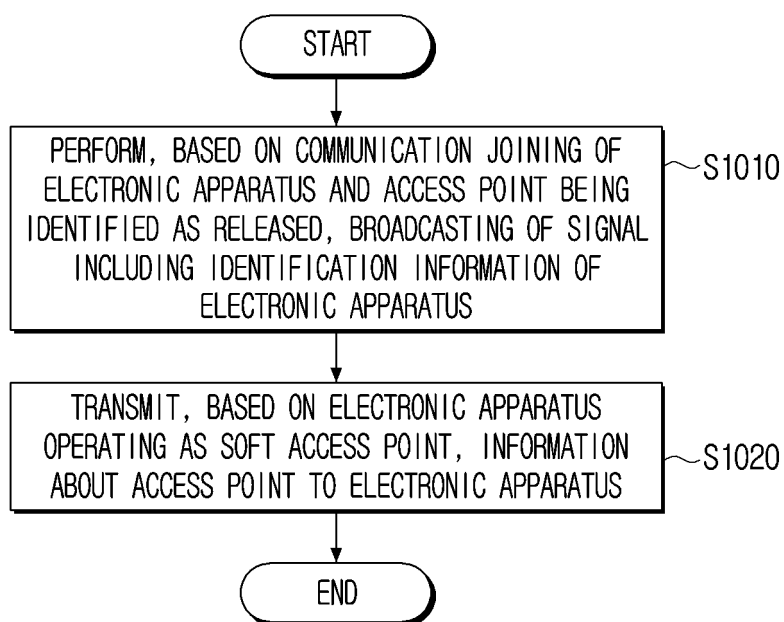 START
PERFORM, BASED ON COMMUNICATION JOINING OF
ELECTRONIC APPARATUS AND ACCESS POINT BEING
IDENTIFIED AS RELEASED, BROADCASTING OF SIGNAL
INCLUDING IDENTIFICATION INFORMATION OF
ELECTRONIC APPARATUS
S1010
TRANSMIT, BASED ON ELECTRONIC APPARATUS
OPERATING AS SOFT ACCESS POINT, INFORMATION
ABOUT ACCESS POINT TO ELECTRONIC APPARATUS
S1020
END